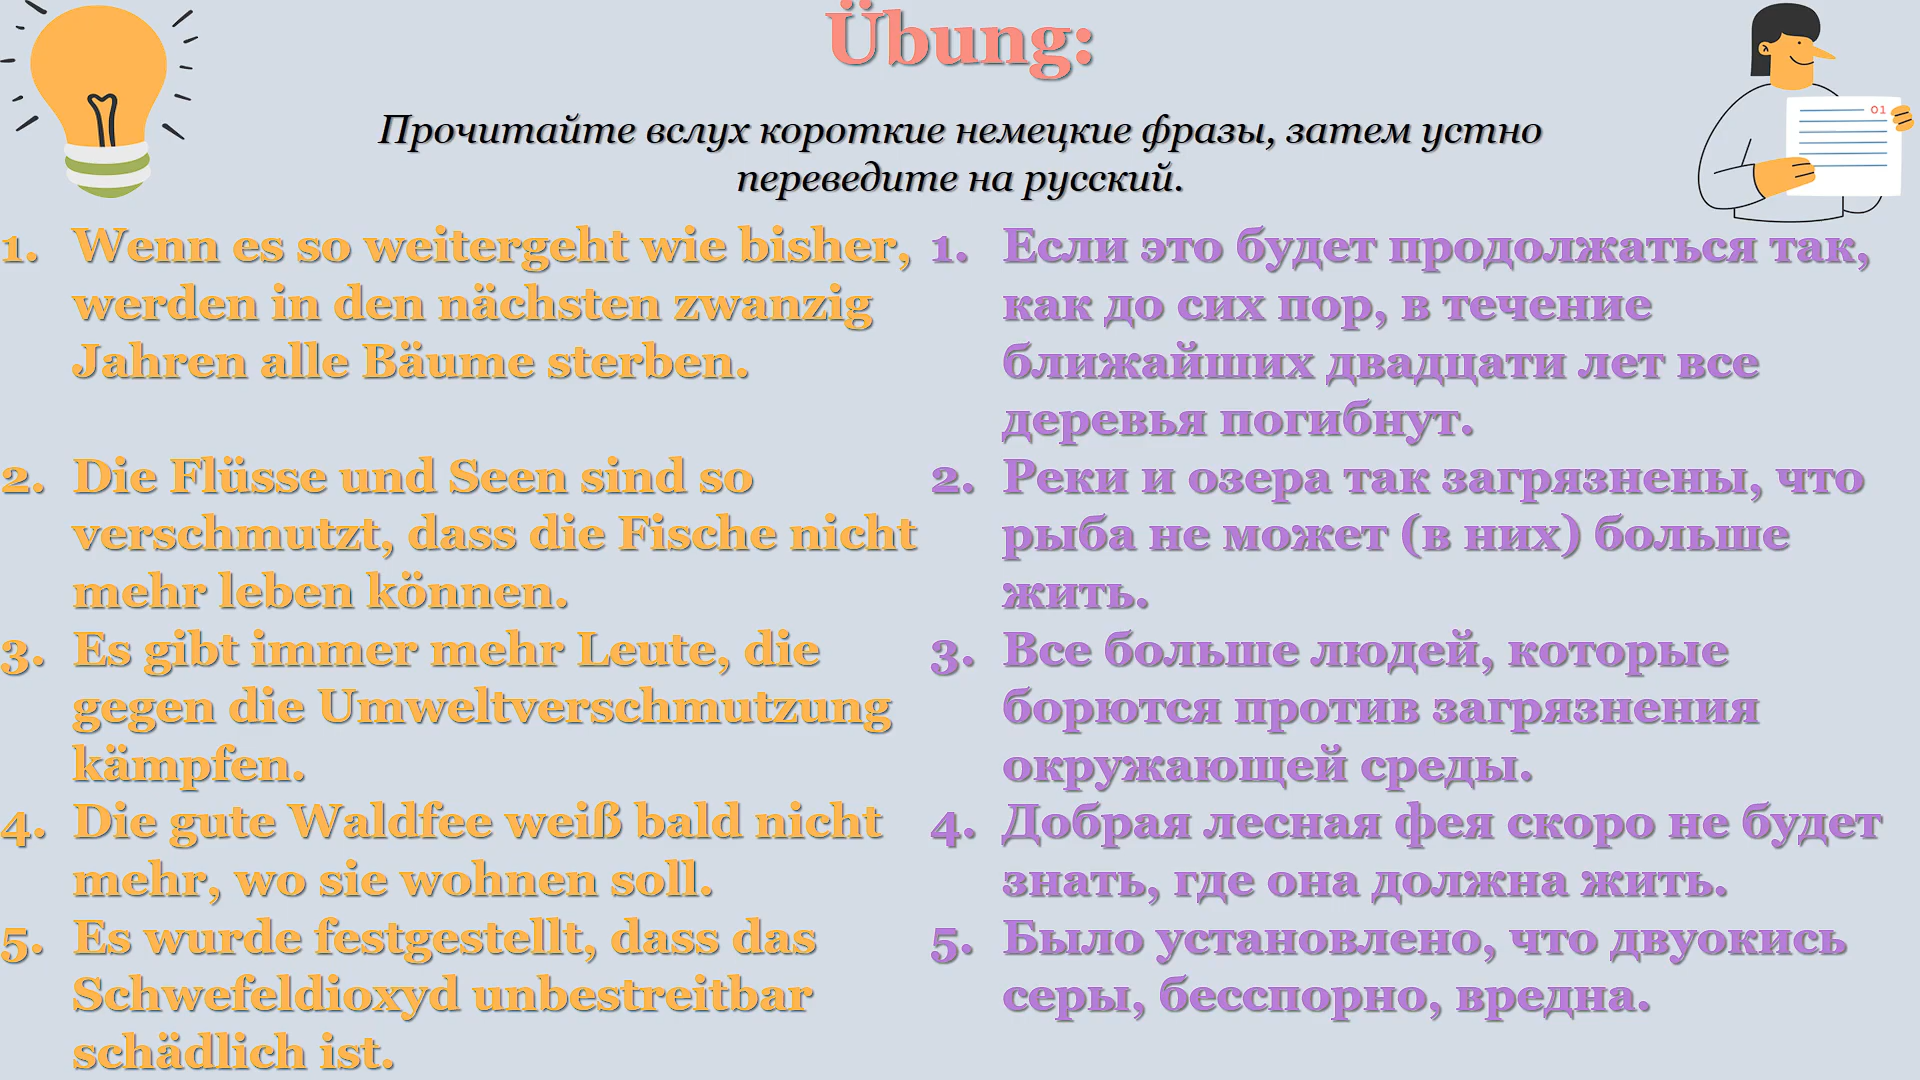 Übung:
Прочитайте вслух короткие немецкие фразы, затем устно
переведите на русский.
1. Wenn es so weitergeht wie bisher,
werden in den nächsten zwanzig
Jahren alle Bäume sterben.
2. Die Flüsse und Seen sind so
verschmutzt, dass die Fische nicht
mehr leben können.
3. Es gibt immer mehr Leute, die
gegen die Umweltverschmutzung
kämpfen.
4. Die gute Waldfee weiß bald nicht
mehr, wo sie wohnen soll.
5. Es wurde festgestellt, dass das
Schwefeldioxyd unbestreitbar
schädlich ist.
1. Если это будет продолжаться так,
как до сих пор, в течение
ближайших двадцати лет все
деревья погибнут.
2. Реки и озера так загрязнены, что
рыба не может (в них) больше
жить.
3. Все больше людей, которые
борются против загрязнения
окружающей среды.
4. Добрая лесная фея скоро не будет
знать, где она должна жить.
5. Было установлено, что двуокись
серы, бесспорно, вредна.
01